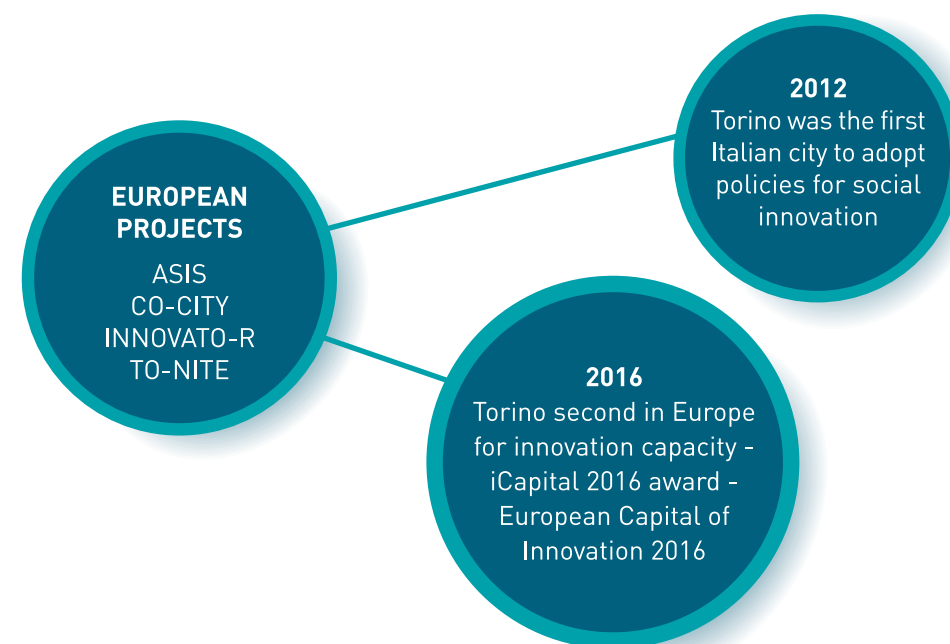 EUROPEAN
PROJECTS
ASIS
CO-CITY
INNOVATO-R
TO-NITE
2012
Torino was the first
Italian city to adopt
policies for social
innovation
2016
Torino second in Europe
for innovation capacity -
iCapital 2016 award -
European Capital of
Innovation 2016